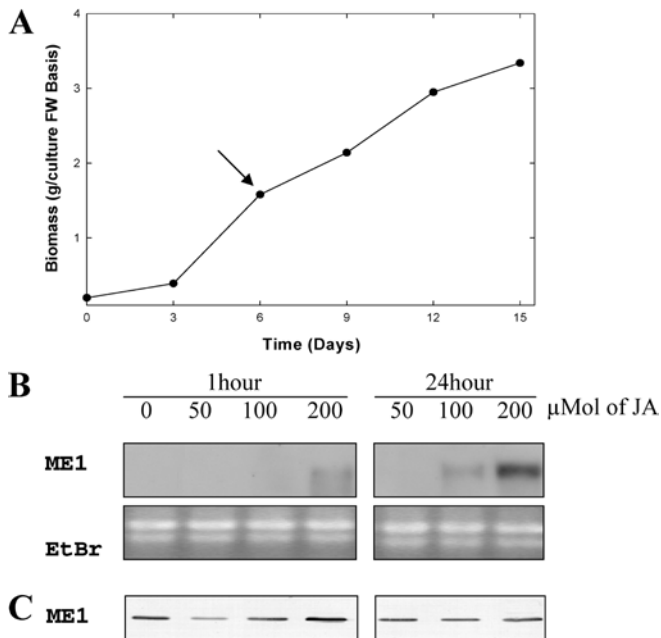 A
Biomass (g/culture FW Basis)
4
3
2
1
0 3 6 9 12 15
Time (Days)
B
1hour 24hour
0 50 100 200 50 100 200 µMol of JA
ME1
EtBr
C ME1